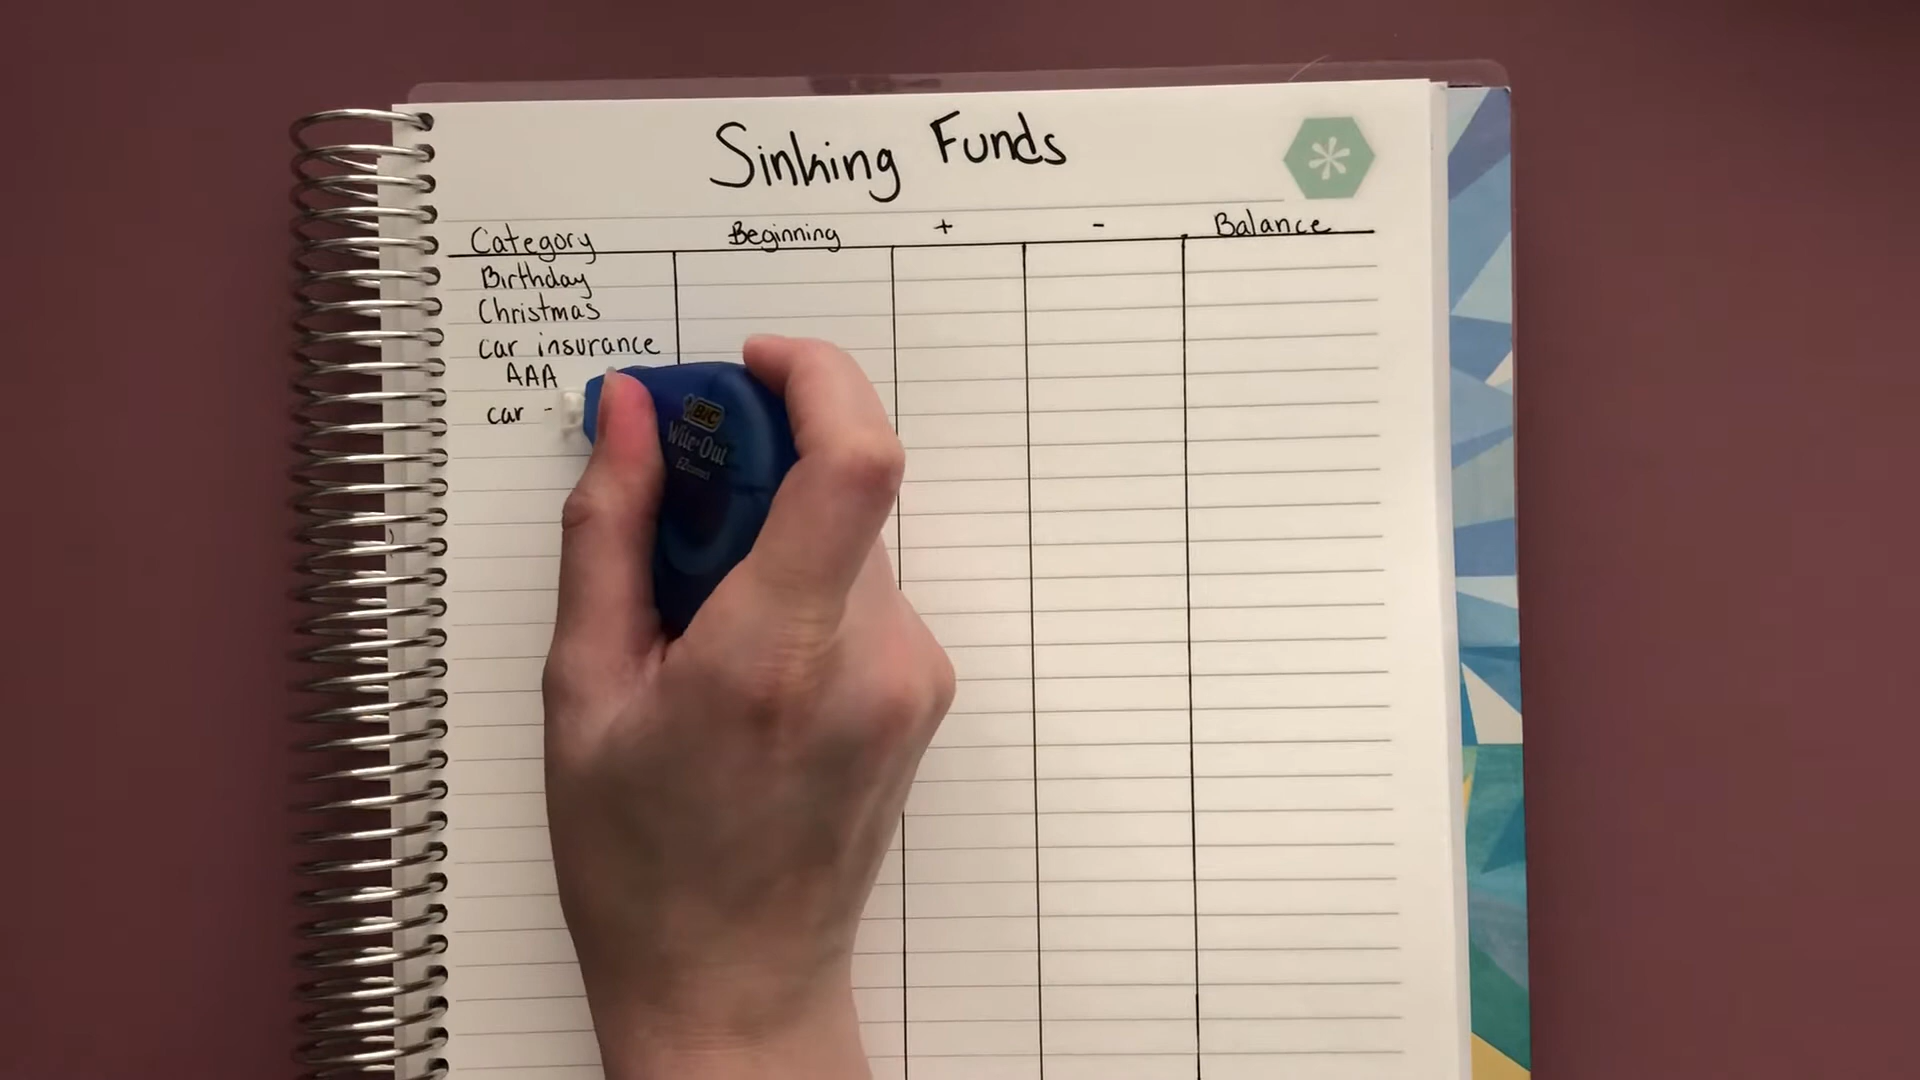 Sinking Funds
Category Beginning + - Balance
Birthday
Christmas
car insurance
AAA
car -
BIC
Wite-Out